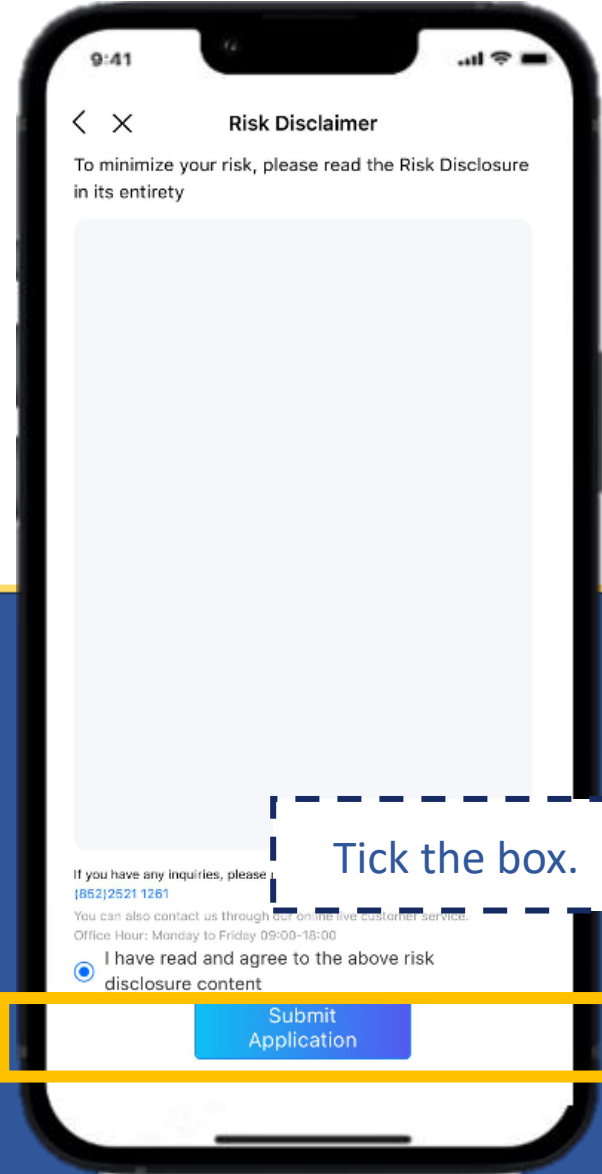 9:41
Risk Disclaimer
To minimize your risk, please read the Risk Disclosure
in its entirety
Tick the box.
If you have any inquiries, please
(852)2521 1261
You can also contact us through our online live customer service.
Office Hour: Monday to Friday 09:00-18:00
I have read and agree to the above risk
disclosure content
Submit
Application